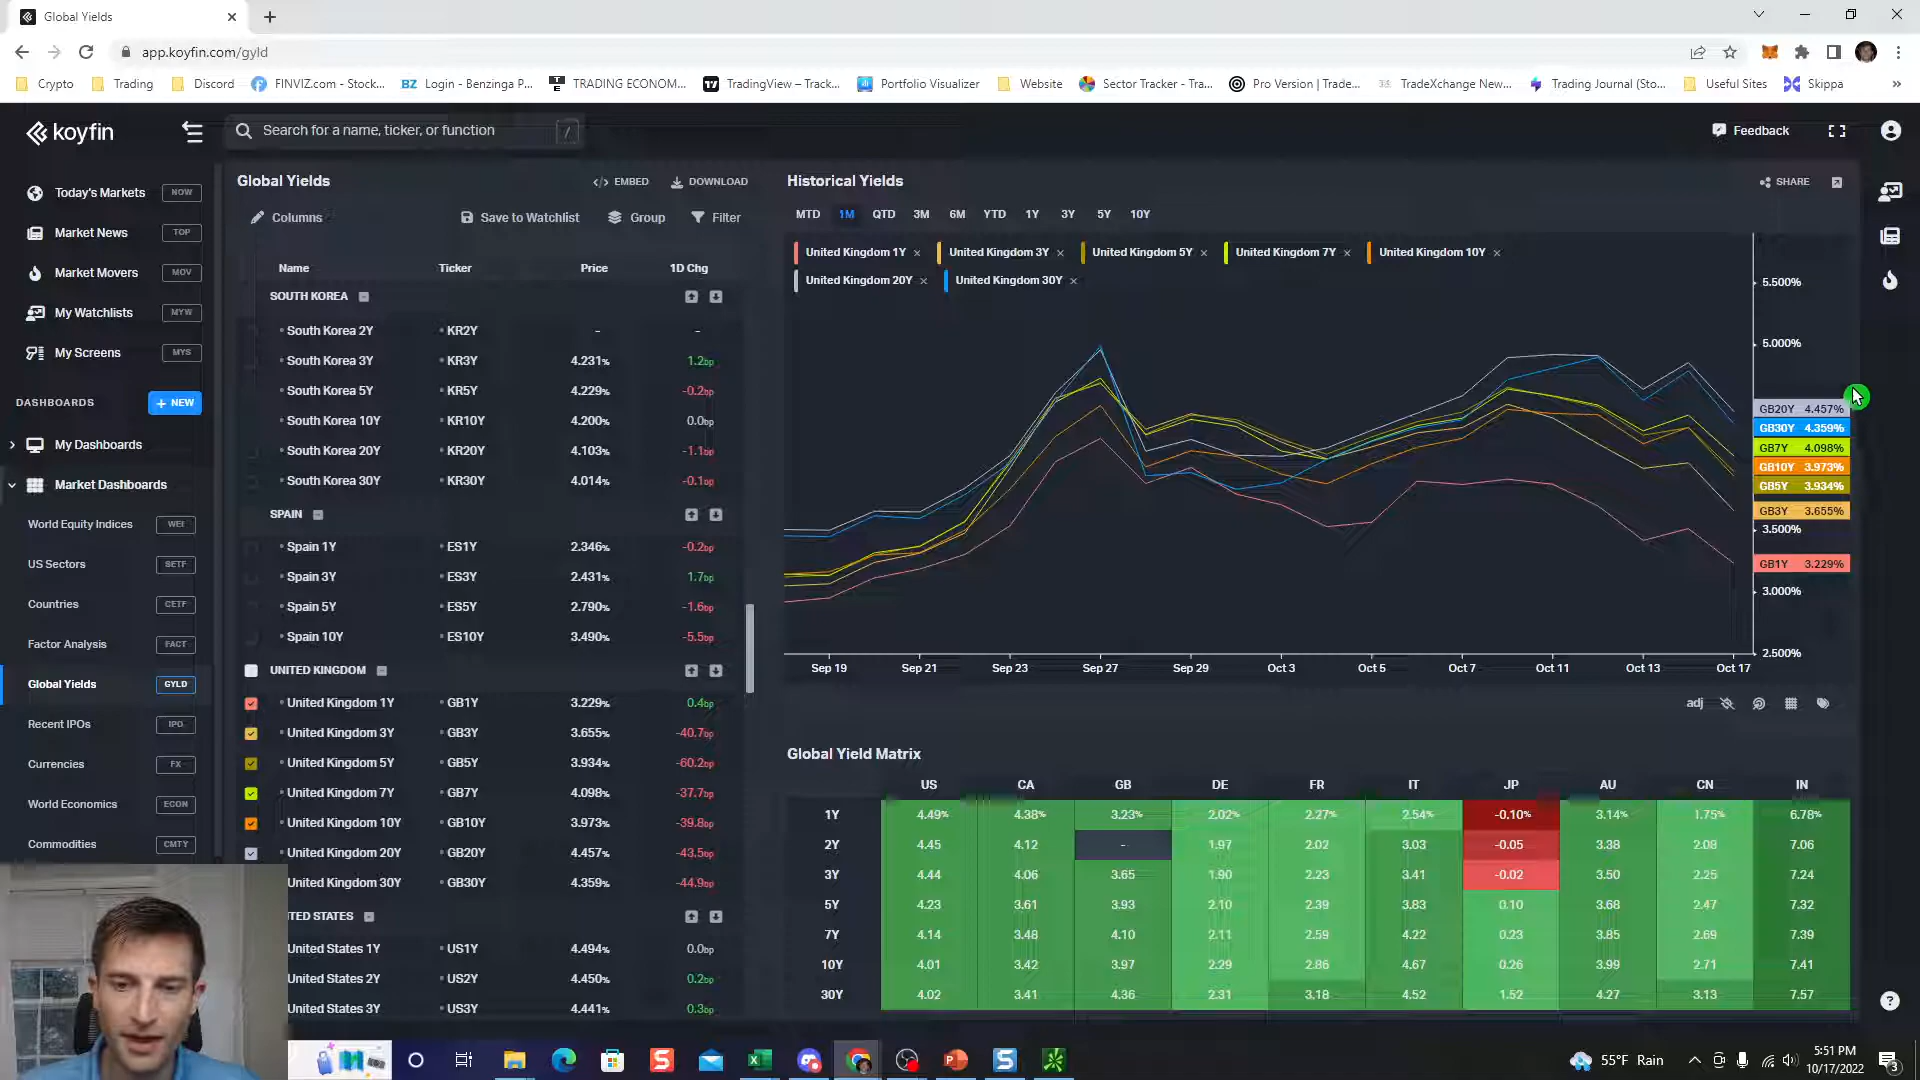 Global Yields
app.koyfin.com/gyld
Crypto Trading Discord FINVIZ.com - Stock... BZ Login - Benzinga P... TRADING ECONOM... TradingView – Track... Portfolio Visualizer Website Sector Tracker - Tra... Pro Version | Trade... TradeXchange New... Trading Journal (Sto... Useful Sites Skippa »
koyfin
Search for a name, ticker, or function /
Feedback
Today's Markets NOW
Market News TOP
Market Movers MOV
My Watchlists MYW
My Screens MYS
DASHBOARDS + NEW
My Dashboards
Market Dashboards
World Equity Indices WEI
US Sectors SETF
Countries CETF
Factor Analysis FACT
Global Yields GYLD
Recent IPOs IPO
Currencies FX
World Economics ECON
Commodities CMTY
Global Yields EMBED DOWNLOAD
Columns Save to Watchlist Group Filter
Name Ticker Price 1D Chg
SOUTH KOREA
South Korea 2Y KR2Y - -
South Korea 3Y KR3Y 4.231% 1.2bp
South Korea 5Y KR5Y 4.229% -0.2bp
South Korea 10Y KR10Y 4.200% 0.0bp
South Korea 20Y KR20Y 4.103% -1.1bp
South Korea 30Y KR30Y 4.014% -0.1bp
SPAIN
Spain 1Y ES1Y 2.346% -0.2bp
Spain 3Y ES3Y 2.431% 1.7bp
Spain 5Y ES5Y 2.790% -1.6bp
Spain 10Y ES10Y 3.490% -5.5bp
UNITED KINGDOM
United Kingdom 1Y GB1Y 3.229% 0.4bp
United Kingdom 3Y GB3Y 3.655% -40.7bp
United Kingdom 5Y GB5Y 3.934% -60.2bp
United Kingdom 7Y GB7Y 4.098% -37.7bp
United Kingdom 10Y GB10Y 3.973% -39.8bp
United Kingdom 20Y GB20Y 4.457% -43.5bp
United Kingdom 30Y GB30Y 4.359% -44.9bp
ITED STATES
United States 1Y US1Y 4.494% 0.0bp
United States 2Y US2Y 4.450% 0.2bp
United States 3Y US3Y 4.441% 0.3bp
Historical Yields SHARE
MTD 1M QTD 3M 6M YTD 1Y 3Y 5Y 10Y
United Kingdom 1Y × United Kingdom 3Y × United Kingdom 5Y × United Kingdom 7Y × United Kingdom 10Y ×
United Kingdom 20Y × United Kingdom 30Y ×
5.500%
5.000%
GB20Y 4.457%
GB30Y 4.359%
GB7Y 4.098%
GB10Y 3.973%
GB5Y 3.934%
GB3Y 3.655%
3.500%
GB1Y 3.229%
3.000%
2.500%
Sep 19 Sep 21 Sep 23 Sep 27 Sep 29 Oct 3 Oct 5 Oct 7 Oct 11 Oct 13 Oct 17
adj
Global Yield Matrix
US CA GB DE FR IT JP AU CN IN
1Y 4.49% 4.38% 3.23% 2.02% 2.27% 2.54% -0.10% 3.14% 1.75% 6.78%
2Y 4.45 4.12 - 1.97 2.02 3.03 -0.05 3.38 2.08 7.06
3Y 4.44 4.06 3.65 1.90 2.23 3.41 -0.02 3.50 2.25 7.24
5Y 4.23 3.61 3.93 2.10 2.39 3.83 0.10 3.68 2.47 7.32
7Y 4.14 3.48 4.10 2.11 2.59 4.22 0.23 3.85 2.69 7.39
10Y 4.01 3.42 3.97 2.29 2.86 4.67 0.26 3.99 2.71 7.41
30Y 4.02 3.41 4.36 2.31 3.18 4.52 1.52 4.27 3.13 7.57
?
55°F Rain
5:51 PM
10/17/2022
3